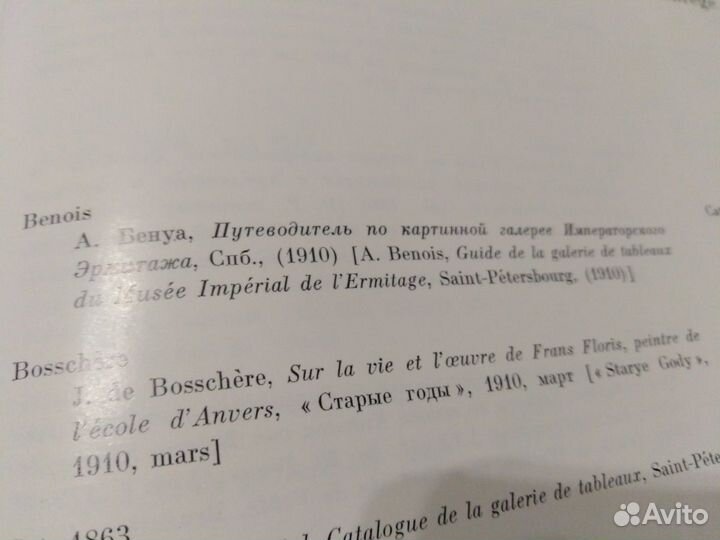 Benois
А. Бенуа, Путеводитель по картинной галерее Императорского
Эрмитажа, Спб., (1910) [A. Benois, Guide de la galerie de tableaux
du Musée Impérial de l'Ermitage, Saint-Pétersbourg, (1910)]
Bosschère
J. de Bosschère, Sur la vie et l'œuvre de Frans Floris, peintre de
l'école d'Anvers, « Старые годы », 1910, март [« Starye Gody »,
1910, mars]
1863
Catalogue de la galerie de tableaux, Saint-Péte
Avito